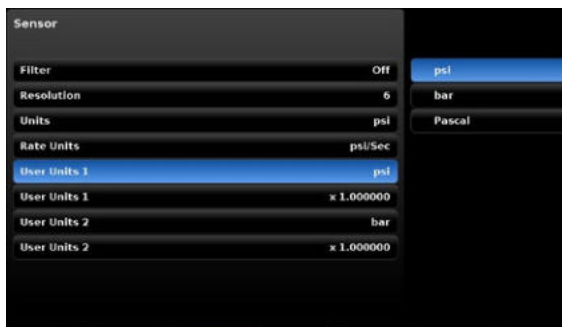 Sensor
Filter Off
Resolution 6
Units psi
Rate Units psi/Sec
User Units 1 psi
User Units 1 x 1.000000
User Units 2 bar
User Units 2 x 1.000000
psi
bar
Pascal